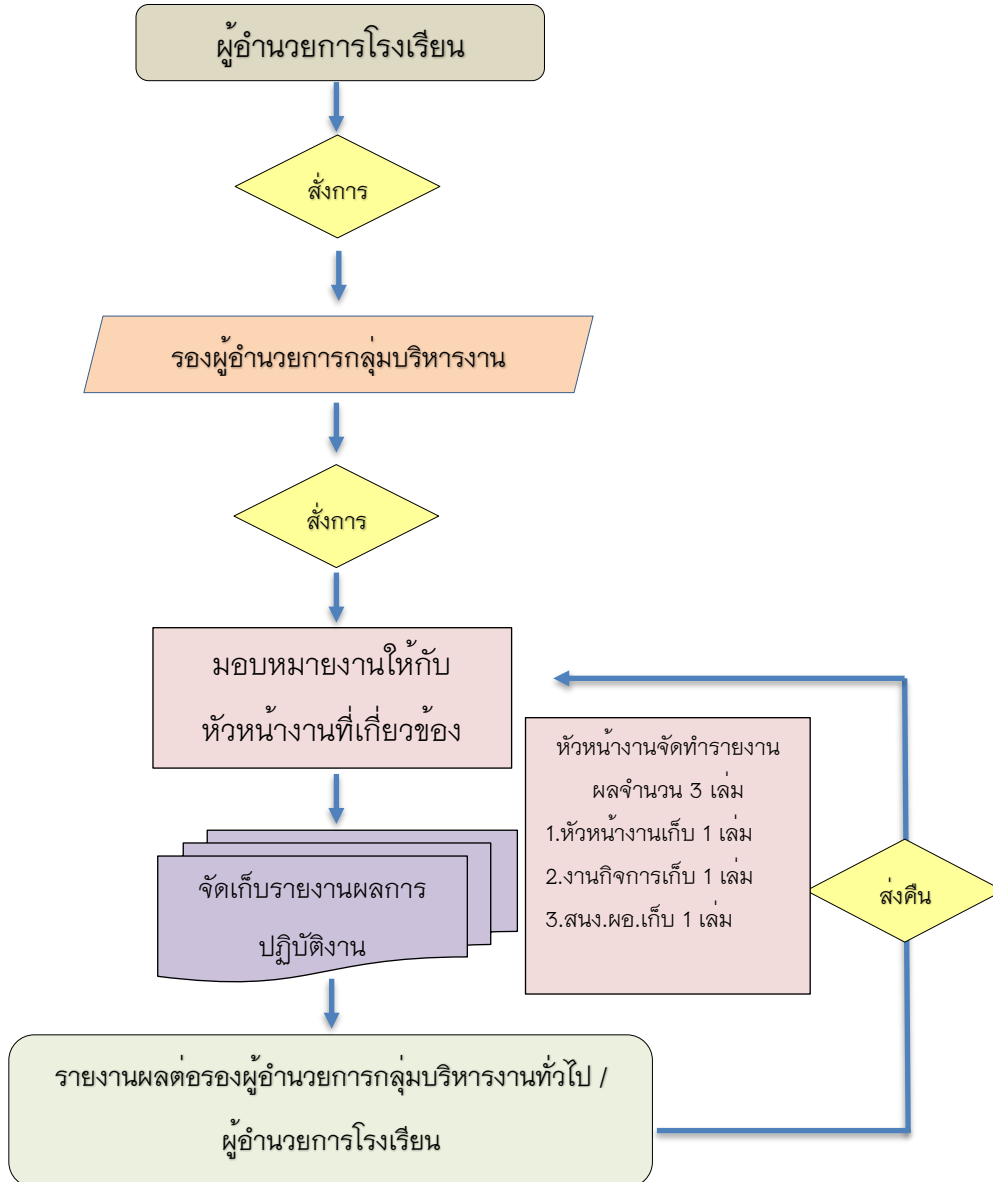 ผู้อำนวยการโรงเรียน
สั่งการ
รองผู้อำนวยการกลุ่มบริหารงาน
สั่งการ
มอบหมายงานให้กับ
หัวหน้างานที่เกี่ยวข้อง
หัวหน้างานจัดทำรายงาน
ผลจำนวน 3 เล่ม
1.หัวหน้างานเก็บ 1 เล่ม
2.งานกิจการเก็บ 1 เล่ม
3.สนง.ผอ.เก็บ 1 เล่ม
ส่งคืน
จัดเก็บรายงานผลการ
ปฏิบัติงาน
รายงานผลต่อรองผู้อำนวยการกลุ่มบริหารงานทั่วไป /
ผู้อำนวยการโรงเรียน